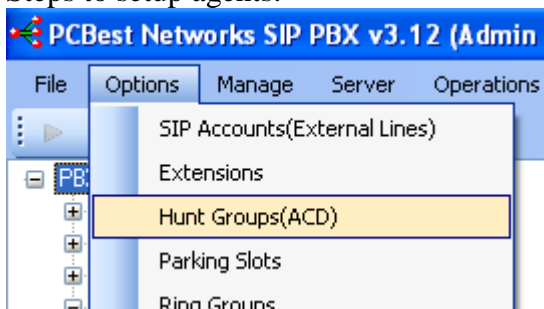 Steps to setup agents:
PCBest Networks SIP PBX v3.12 (Admin
File Options Manage Server Operations
SIP Accounts(External Lines)
Extensions
Hunt Groups(ACD)
Parking Slots
Ring Groups